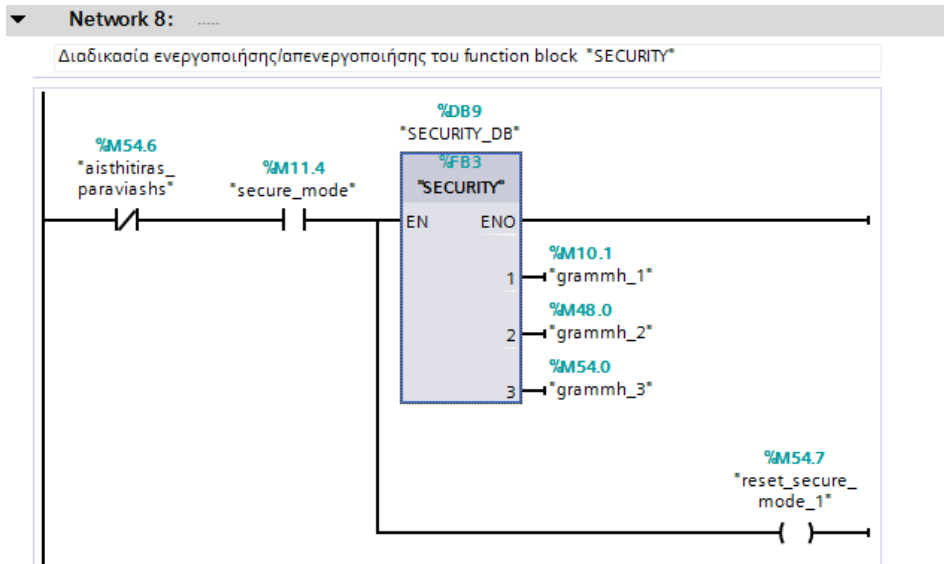 Network 8: .....
Διαδικασία ενεργοποιήσης/απενεργοποιήσης του function block "SECURITY"
%DB9
"SECURITY_DB"
%M54.6
"aisthitiras_
paraviashs"
%M11.4
"secure_mode"
%FB3
"SECURITY"
EN ENO
%M10.1
1 "grammh_1"
%M48.0
2 "grammh_2"
%M54.0
3 "grammh_3"
%M54.7
"reset_secure_
mode_1"